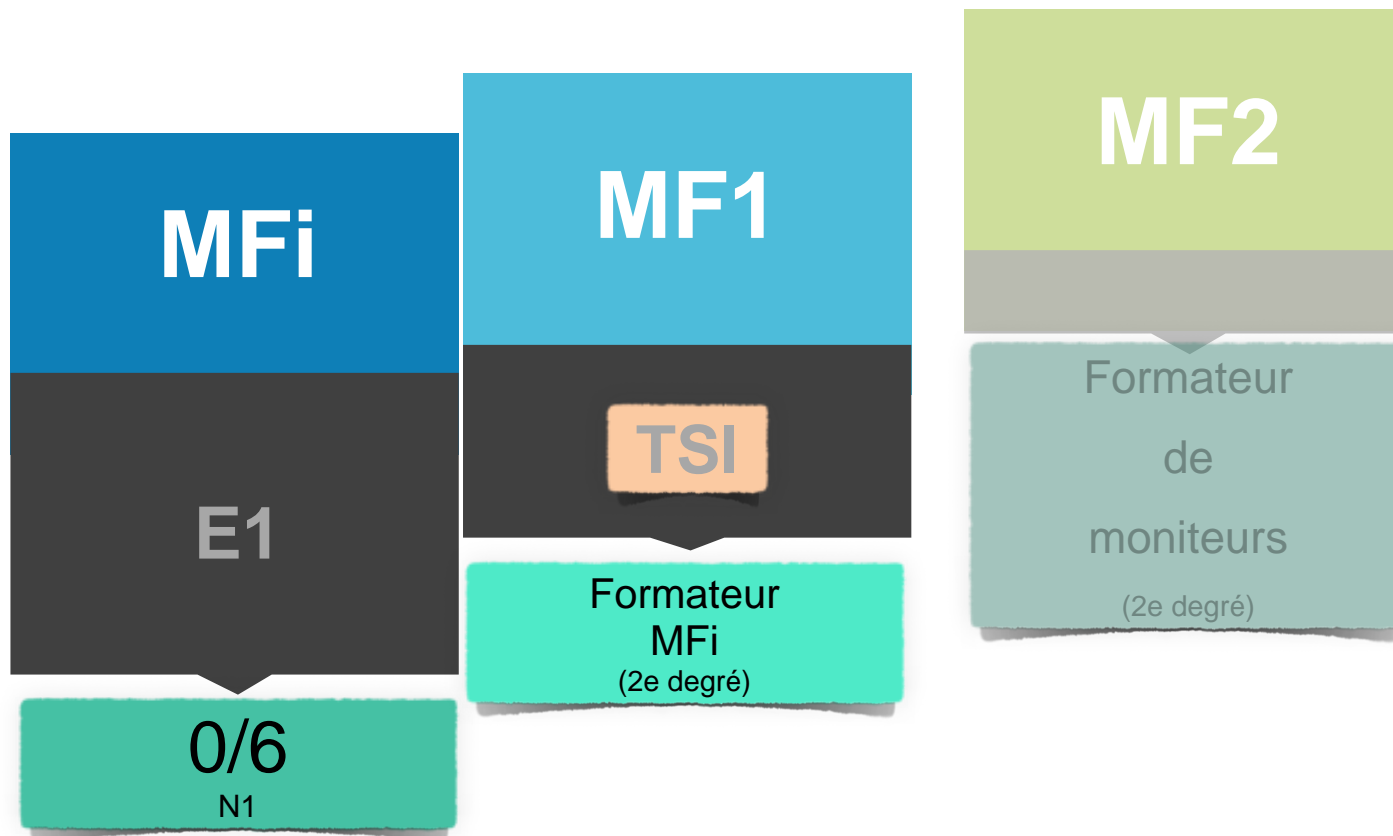 MFi
E1
0/6
N1
MF1
TSI
Formateur
MFi
(2e degré)
MF2
Formateur
de
moniteurs
(2e degré)